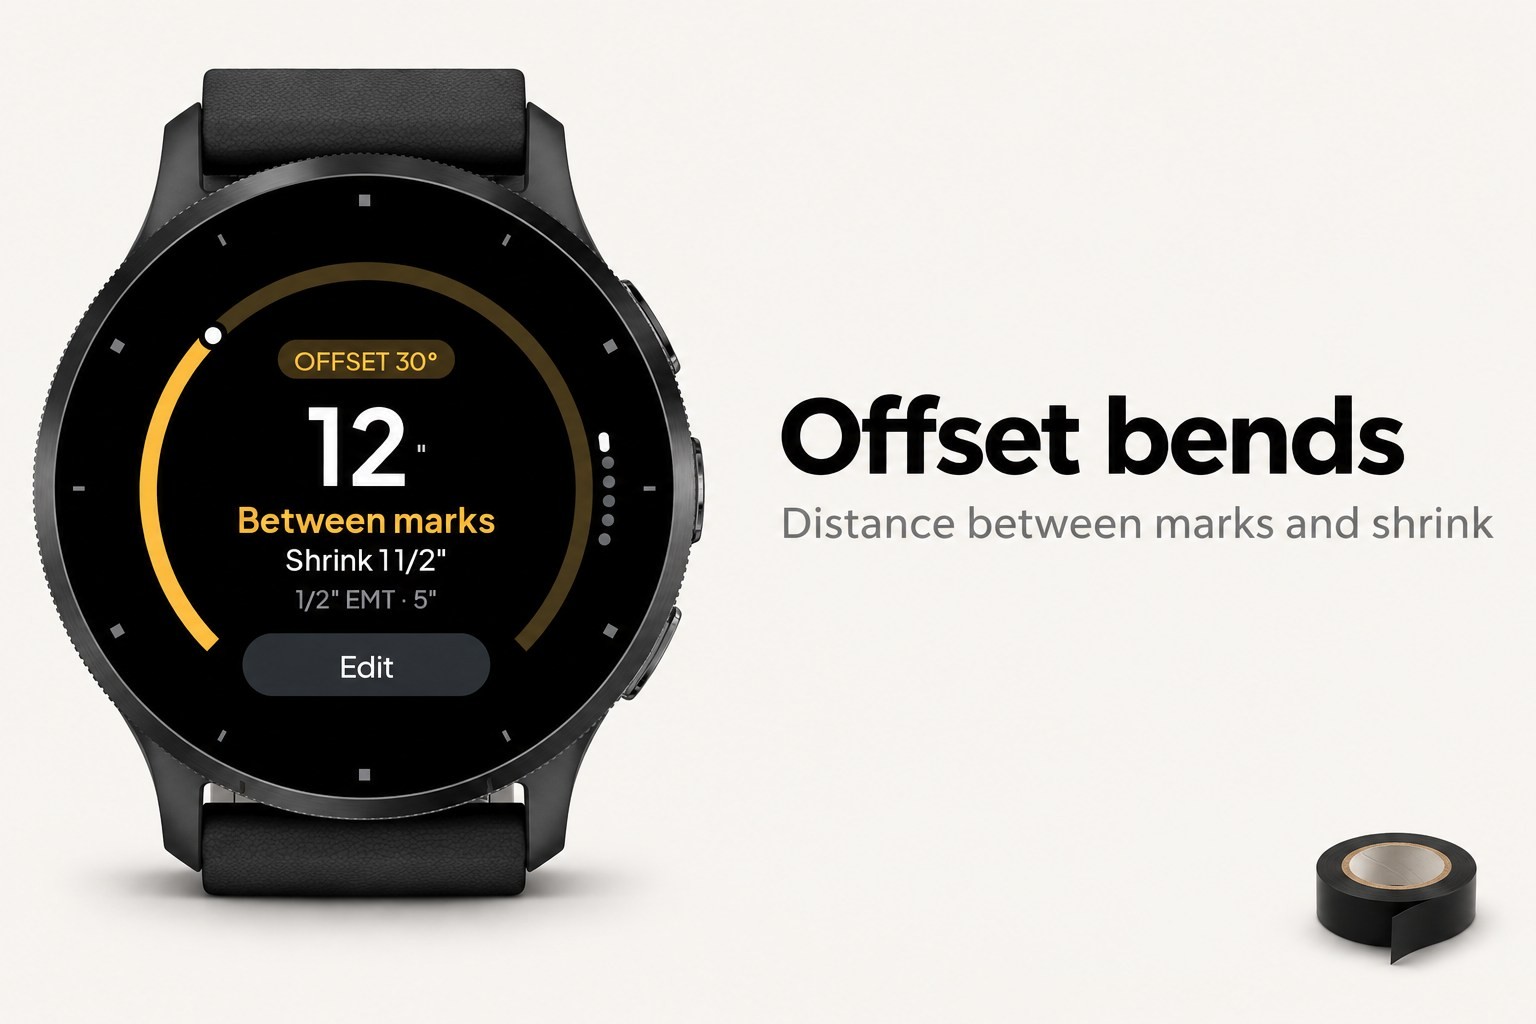 OFFSET 30°
12"
Between marks
Shrink 1 1/2"
1/2" EMT · 5"
Edit
Offset bends
Distance between marks and shrink